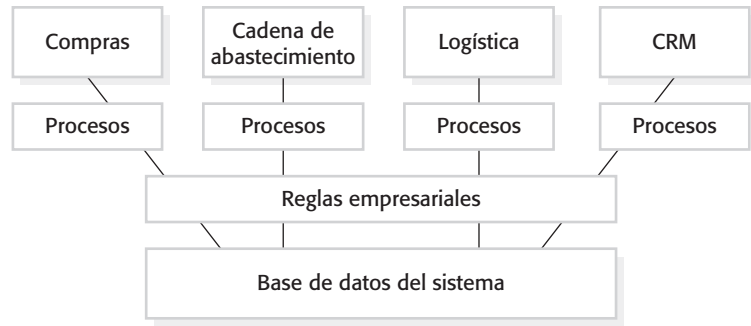 Compras
Cadena de
abastecimiento
Logística
CRM
Procesos
Procesos
Procesos
Procesos
Reglas empresariales
Base de datos del sistema